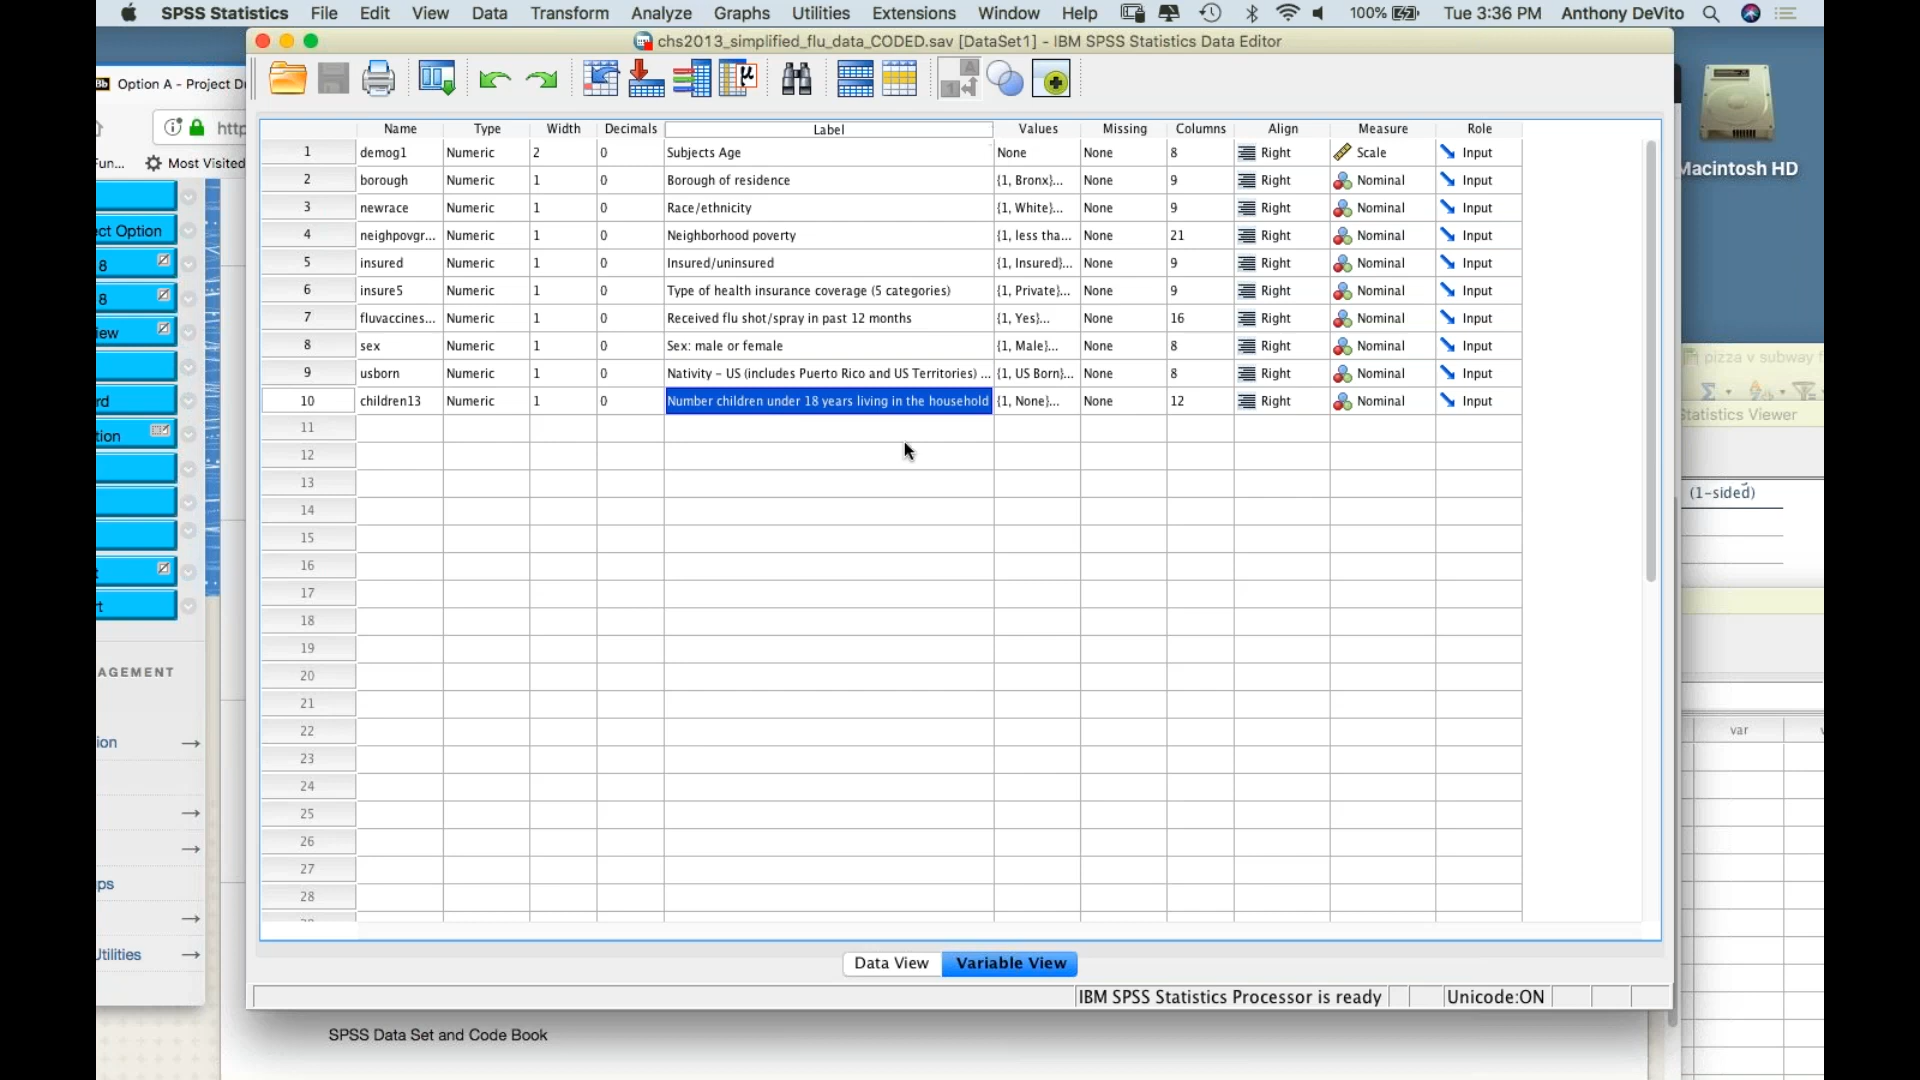 SPSS Statistics File Edit View Data Transform Analyze Graphs Utilities Extensions Window Help 100% Tue 3:36 PM Anthony DeVito
chs2013_simplified_flu_data_CODED.sav [DataSet1] - IBM SPSS Statistics Data Editor
Bb Option A - Project D
http
Fun... Most Visited
ect Option
8
8
iew
rd
tion
t
AGEMENT
ion
ps
Utilities
Name Type Width Decimals Label Values Missing Columns Align Measure Role
1 demog1 Numeric 2 0 Subjects Age None None 8 Right Scale Input
2 borough Numeric 1 0 Borough of residence {1, Bronx}... None 9 Right Nominal Input
3 newrace Numeric 1 0 Race/ethnicity {1, White}... None 9 Right Nominal Input
4 neighpovgr... Numeric 1 0 Neighborhood poverty {1, less tha... None 21 Right Nominal Input
5 insured Numeric 1 0 Insured/uninsured {1, Insured}... None 9 Right Nominal Input
6 insure5 Numeric 1 0 Type of health insurance coverage (5 categories) {1, Private}... None 9 Right Nominal Input
7 fluvaccines... Numeric 1 0 Received flu shot/spray in past 12 months {1, Yes}... None 16 Right Nominal Input
8 sex Numeric 1 0 Sex: male or female {1, Male}... None 8 Right Nominal Input
9 usborn Numeric 1 0 Nativity – US (includes Puerto Rico and US Territories) ... {1, US Born}... None 8 Right Nominal Input
10 children13 Numeric 1 0 Number children under 18 years living in the household {1, None}... None 12 Right Nominal Input
11
12
13
14
15
16
17
18
19
20
21
22
23
24
25
26
27
28
Data View Variable View
IBM SPSS Statistics Processor is ready Unicode:ON
SPSS Data Set and Code Book
Macintosh HD
pizza v subway f
Statistics Viewer
(1-sided)
var